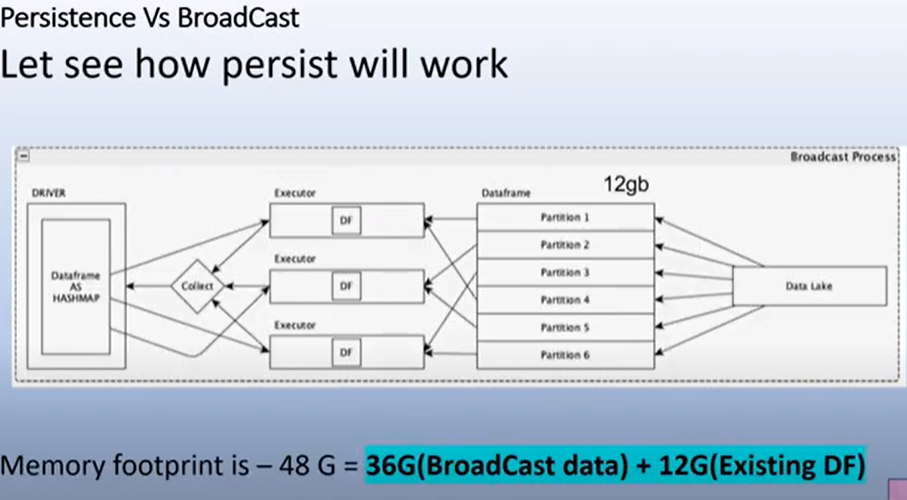 Persistence Vs BroadCast
Let see how persist will work
Broadcast Process
DRIVER
Executor
Dataframe
12gb
DF
Partition 1
Partition 2
Executor
Partition 3
Dataframe
AS
HASHMAP
Collect
DF
Data Lake
Partition 4
Executor
Partition 5
DF
Partition 6
Memory footprint is – 48 G = 36G(BroadCast data) + 12G(Existing DF)